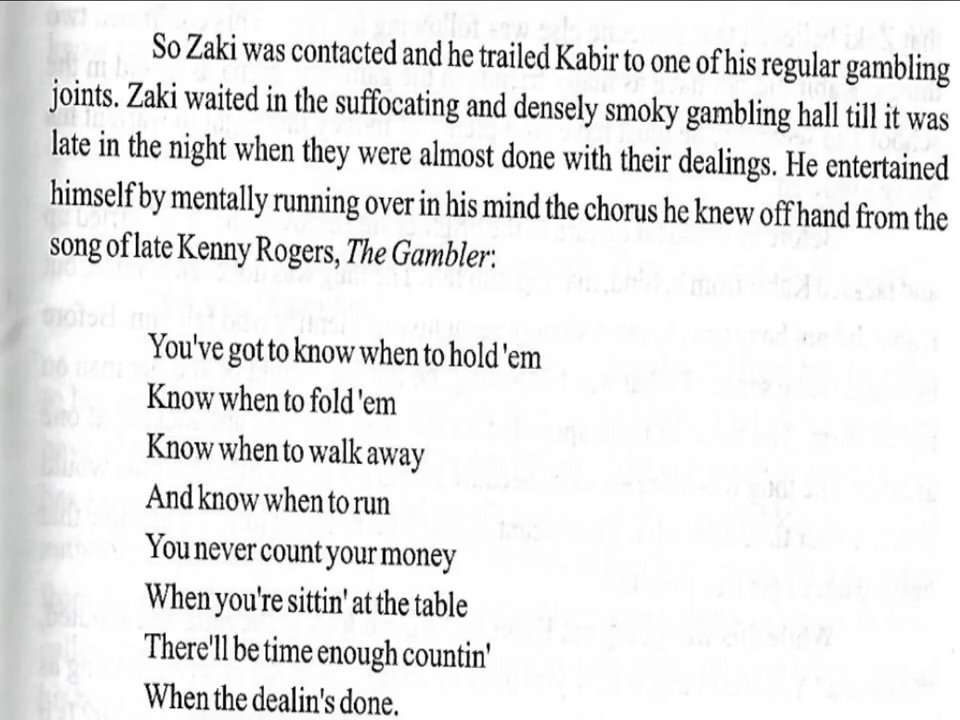 So Zaki was contacted and he trailed Kabir to one of his regular gambling
joints. Zaki waited in the suffocating and densely smoky gambling hall till it was
late in the night when they were almost done with their dealings. He entertained
himself by mentally running over in his mind the chorus he knew off hand from the
song of late Kenny Rogers, The Gambler:
You've got to know when to hold 'em
Know when to fold 'em
Know when to walk away
And know when to run
You never count your money
When you're sittin' at the table
There'll be time enough countin'
When the dealin's done.